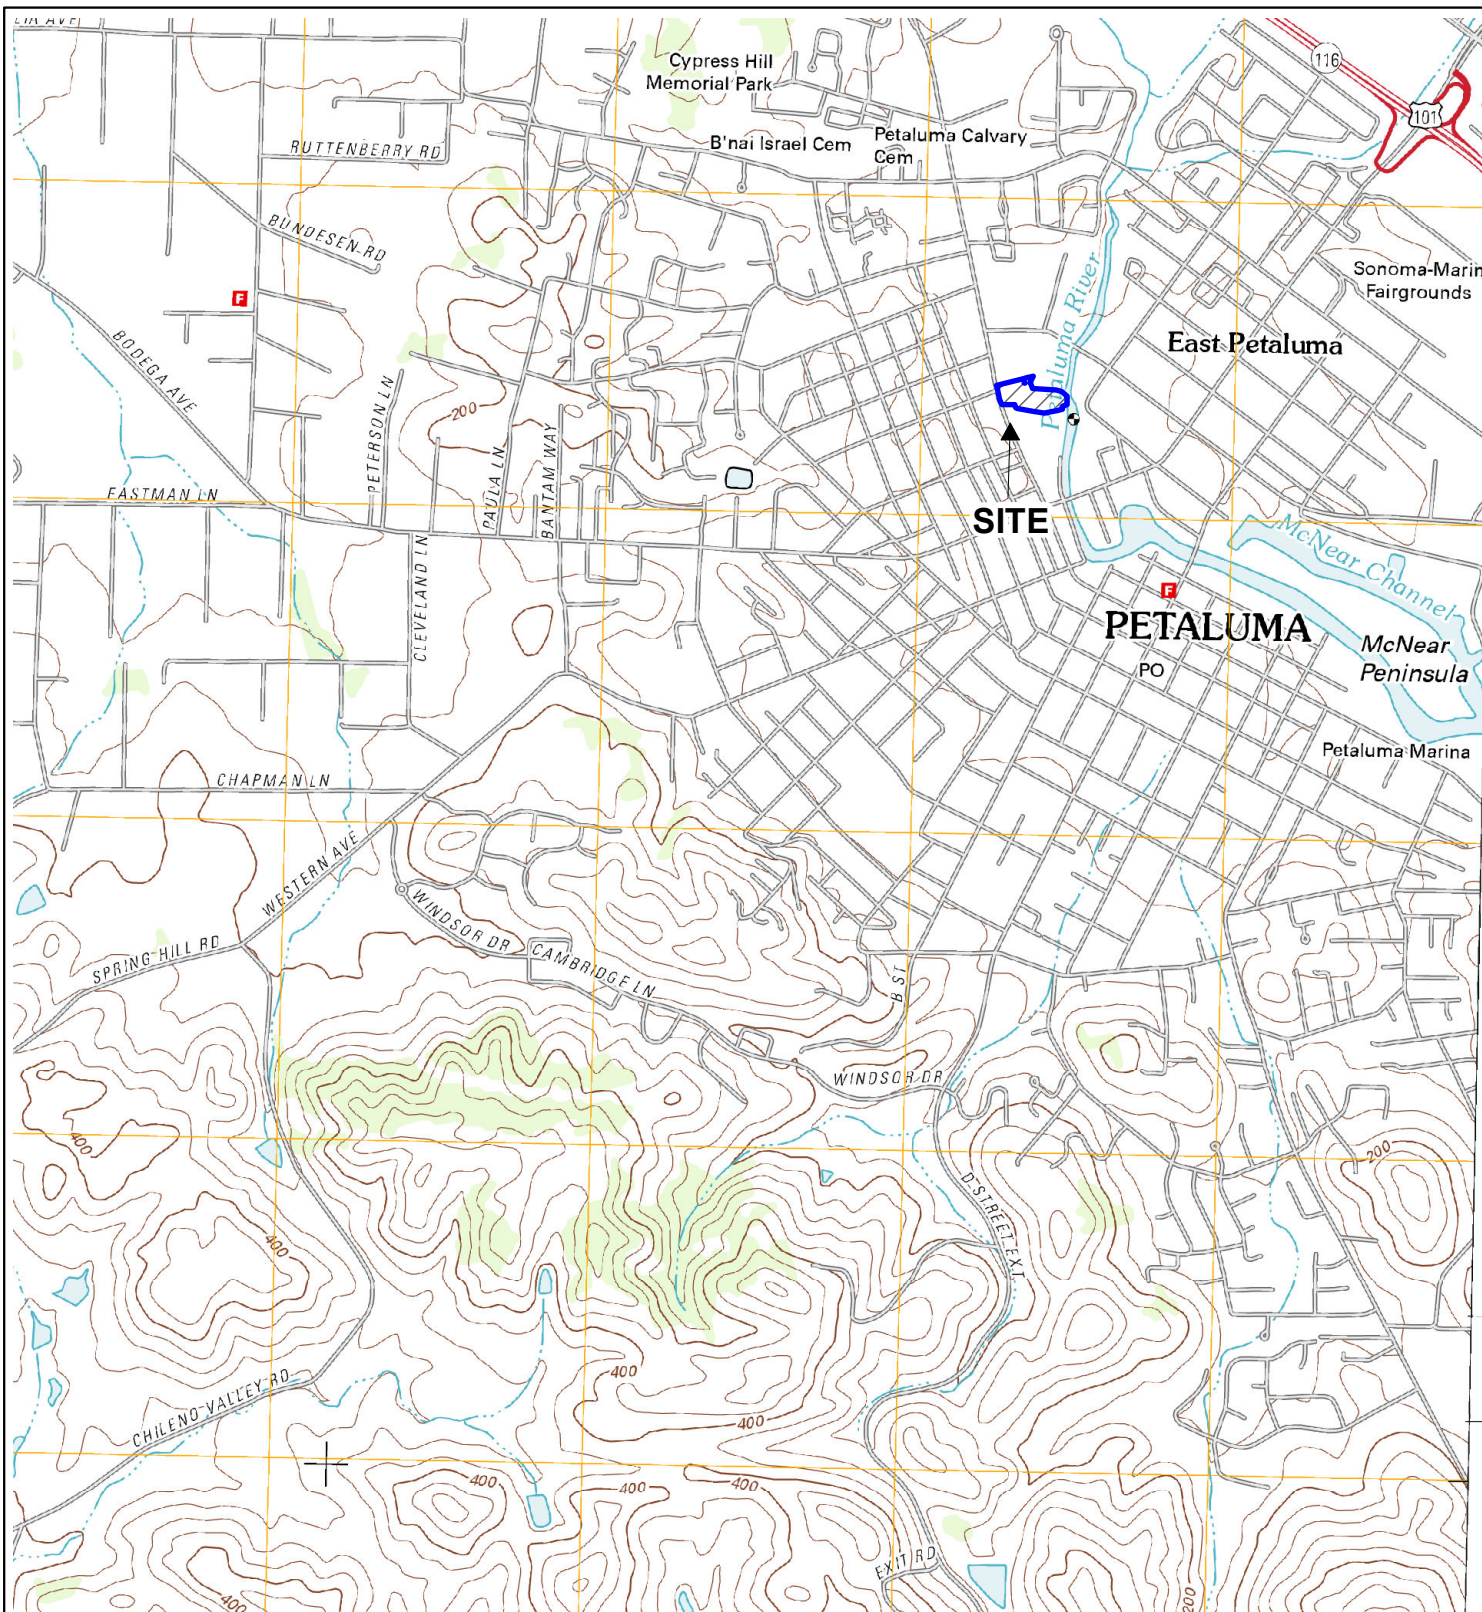 116
101
Cypress Hill
Memorial Park
B'nai Israel Cem
Petaluma Calvary
Cem
RUTTENBERRY RD
BUNDESEN RD
F
BODEGA AVE
Petaluma River
Sonoma-Marin
Fairgrounds
East Petaluma
200
PETERSON LN
PAULA LN
BANTAM WAY
EASTMAN LN
SITE
McNear Channel
CLEVELAND LN
F
PETALUMA
PO
McNear
Peninsula
Petaluma Marina
CHAPMAN LN
WESTERN AVE
WINDSOR DR
CAMBRIDGE LN
SPRING HILL RD
B ST
WINDSOR DR
400
200
D STREET EXT
400
400
400
CHILENO VALLEY RD
400
400
400
EXIT RD
400
200